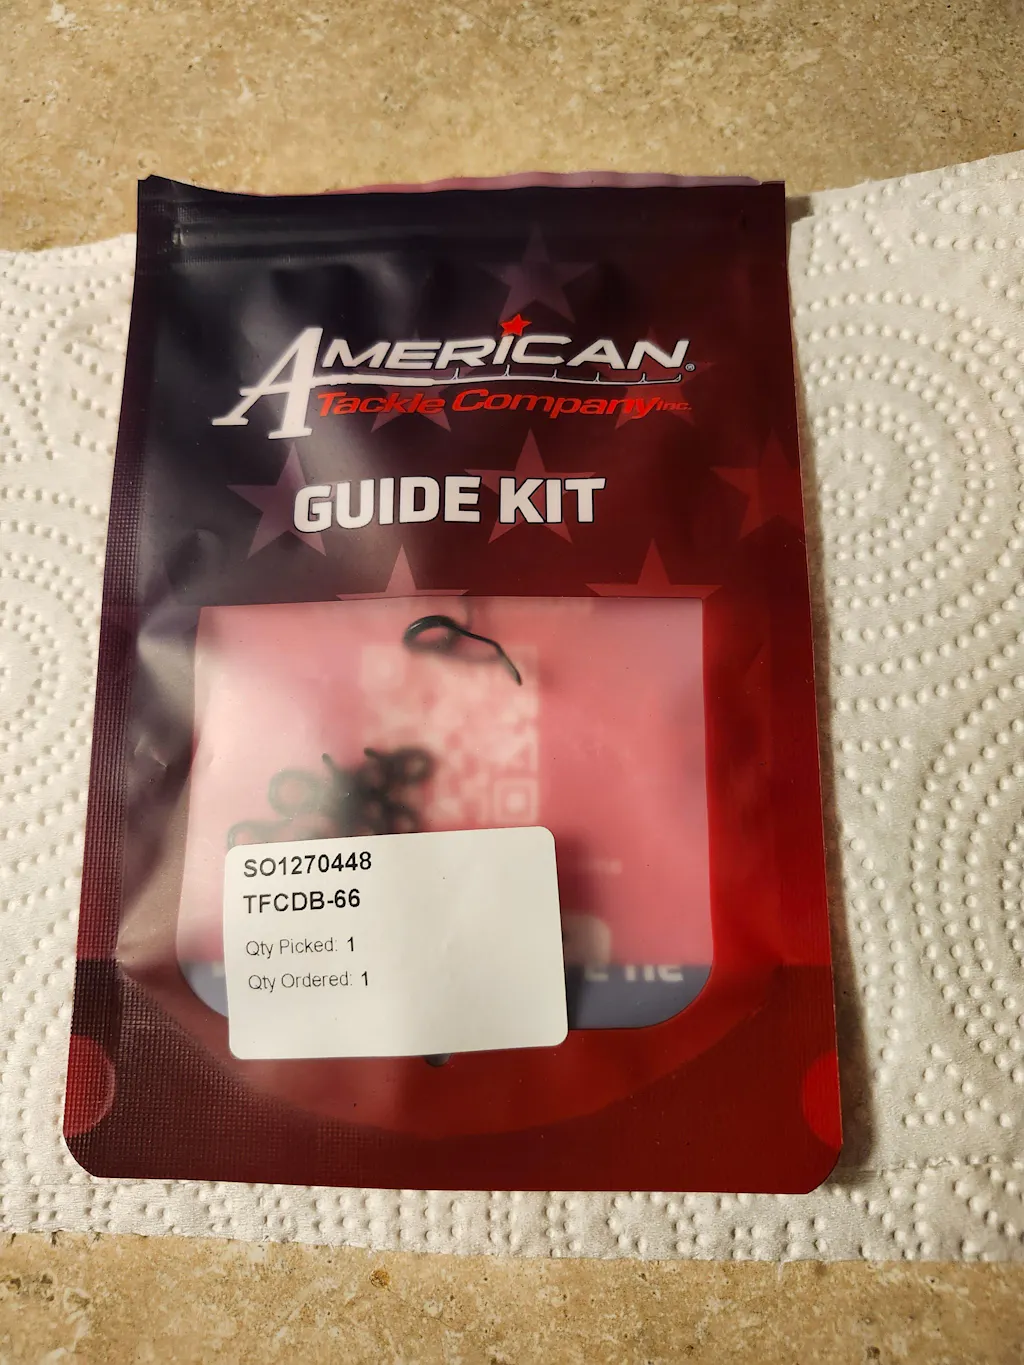 AMERICAN®
Tackle Company Inc.
GUIDE KIT
SO1270448
TFCDB-66
Qty Picked: 1
Qty Ordered: 1